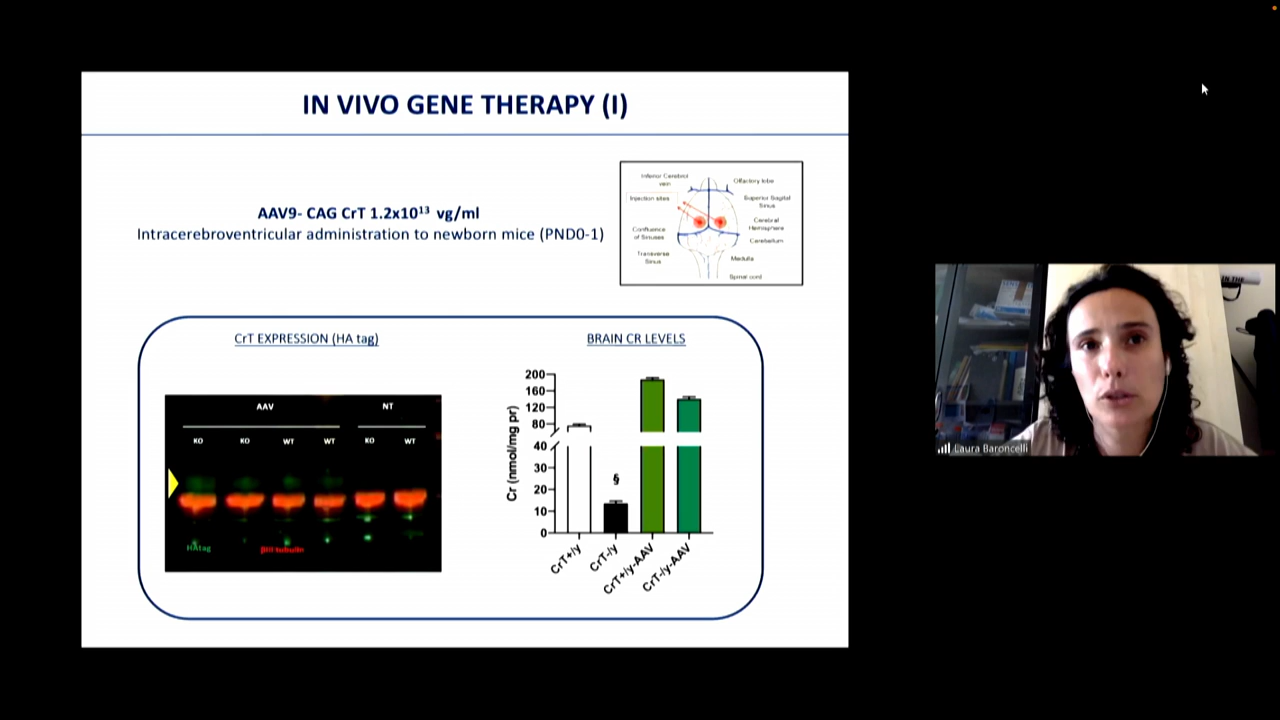 IN VIVO GENE THERAPY (I)
AAV9- CAG CrT 1.2x10¹³ vg/ml
Intracerebroventricular administration to newborn mice (PND0-1)
Inferior Cerebral
vein
Olfactory lobe
Injection sites
Superior Sagital
Sinus
Cerebral
Hemisphere
Confluence
of Sinuses
Cerebellum
Transverse
Sinus
Medulla
Spinal cord
CrT EXPRESSION (HA tag)
AAV
NT
KO KO WT WT KO WT
HAtag
βIII-tubulin
BRAIN CR LEVELS
Cr (nmol/mg pr)
200
160
120
80
40
30
20
10
0
§
CrT+/y
CrT-/y
CrT+/y-AAV
CrT-/y-AAV
IN THE
Laura Baroncelli